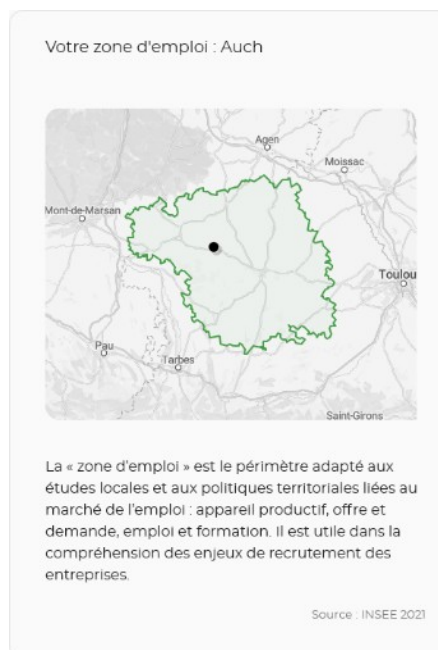 Votre zone d'emploi : Auch
Agen
Moissac
Mont-de-Marsan
Toulou
Pau
Tarbes
Saint-Girons
La « zone d'emploi » est le périmètre adapté aux
études locales et aux politiques territoriales liées au
marché de l'emploi : appareil productif, offre et
demande, emploi et formation. Il est utile dans la
compréhension des enjeux de recrutement des
entreprises.
Source : INSEE 2021